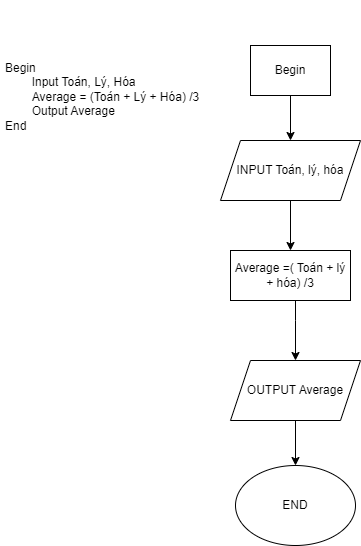 Begin
Input Toán, Lý, Hóa
Average = (Toán + Lý + Hóa) /3
Output Average
End
Begin
INPUT Toán, lý, hóa
Average =( Toán + lý
+ hóa) /3
OUTPUT Average
END